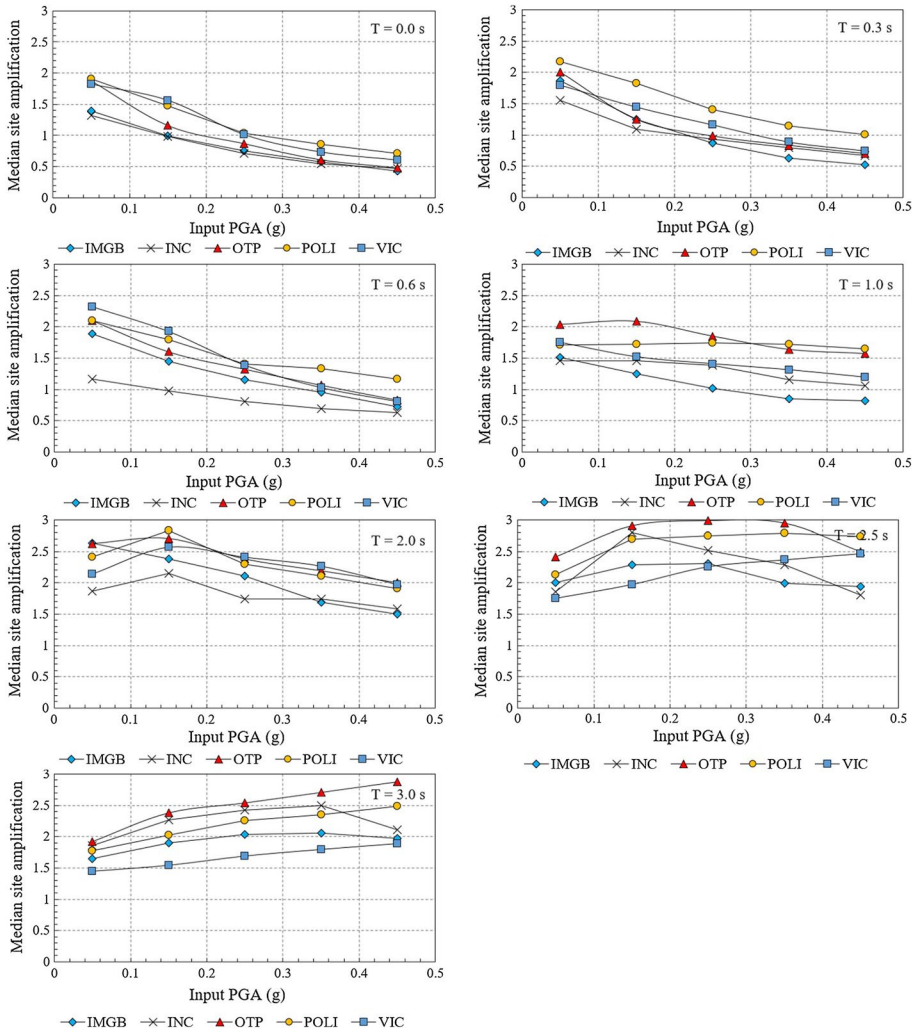 Median site amplification
3
2.5
2
1.5
1
0.5
0
T = 0.0 s
0 0.1 0.2 0.3 0.4 0.5
Input PGA (g)
IMGB INC OTP POLI VIC
Median site amplification
3
2.5
2
1.5
1
0.5
0
T = 0.3 s
0 0.1 0.2 0.3 0.4 0.5
Input PGA (g)
IMGB INC OTP POLI VIC
Median site amplification
3
2.5
2
1.5
1
0.5
0
T = 0.6 s
0 0.1 0.2 0.3 0.4 0.5
Input PGA (g)
IMGB INC OTP POLI VIC
Median site amplification
3
2.5
2
1.5
1
0.5
0
T = 1.0 s
0 0.1 0.2 0.3 0.4 0.5
Input PGA (g)
IMGB INC OTP POLI VIC
Median site amplification
3
2.5
2
1.5
1
0.5
0
T = 2.0 s
0 0.1 0.2 0.3 0.4 0.5
Input PGA (g)
IMGB INC OTP POLI VIC
Median site amplification
3
2.5
2
1.5
1
0.5
0
T = 2.5 s
0 0.1 0.2 0.3 0.4 0.5
Input PGA (g)
IMGB INC OTP POLI VIC
Median site amplification
3
2.5
2
1.5
1
0.5
0
T = 3.0 s
0 0.1 0.2 0.3 0.4 0.5
Input PGA (g)
IMGB INC OTP POLI VIC